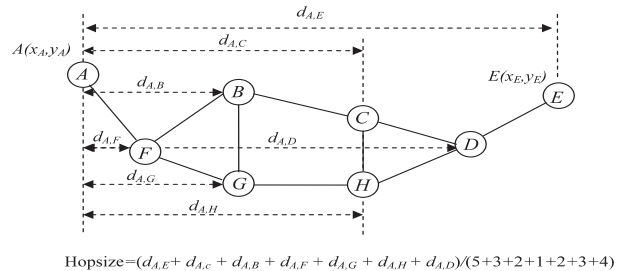 d_{A,E}
d_{A,C}
A(x_A,y_A)
E(x_E,y_E)
A
d_{A,B}
B
E
C
d_{A,F}
d_{A,D}
D
F
d_{A,G}
G
H
d_{A,H}
Hopsize=(d_{A,E}+ d_{A,c} + d_{A,B} + d_{A,F} + d_{A,G} + d_{A,H} + d_{A,D})/(5+3+2+1+2+3+4)